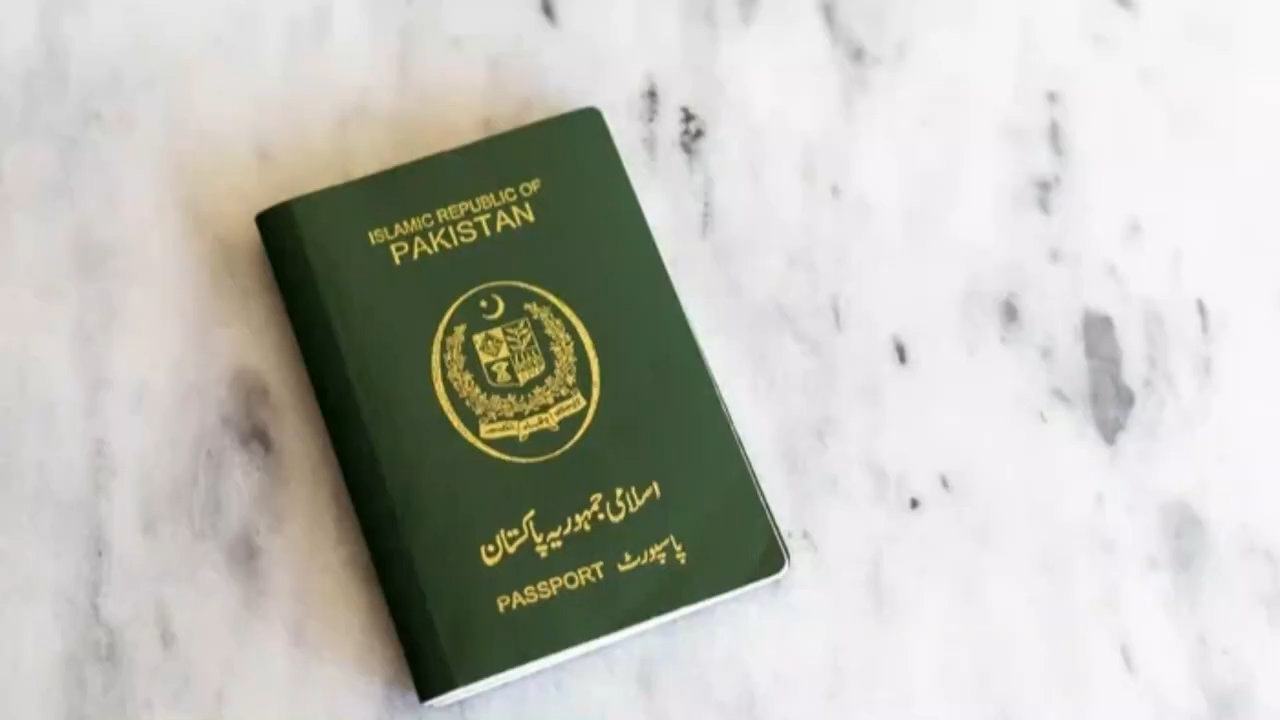 ISLAMIC REPUBLIC OF
PAKISTAN
اسلامی جمہوریہ پاکستان
PASSPORT پاسپورٹ